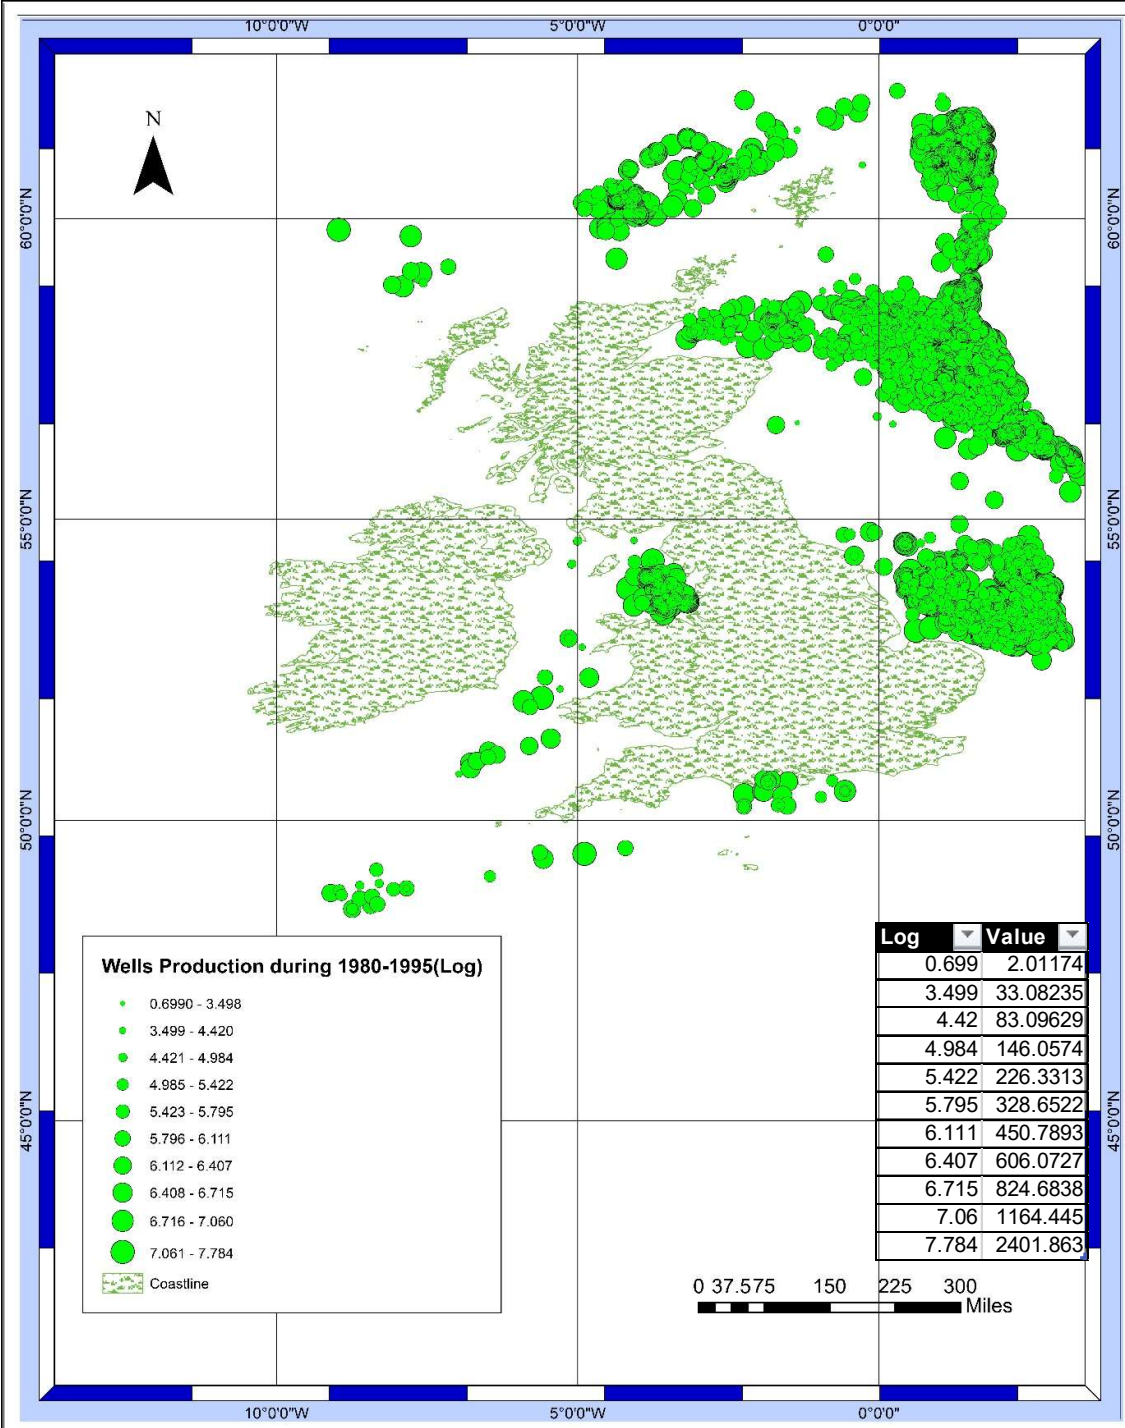 10°0'0"W 5°0'0"W 0°0'0"
N
60°0'0"N 60°0'0"N
55°0'0"N 55°0'0"N
50°0'0"N 50°0'0"N
45°0'0"N 45°0'0"N
Wells Production during 1980-1995(Log)
0.6990 - 3.498
3.499 - 4.420
4.421 - 4.984
4.985 - 5.422
5.423 - 5.795
5.796 - 6.111
6.112 - 6.407
6.408 - 6.715
6.716 - 7.060
7.061 - 7.784
Coastline
Log Value
0.699 2.01174
3.499 33.08235
4.42 83.09629
4.984 146.0574
5.422 226.3313
5.795 328.6522
6.111 450.7893
6.407 606.0727
6.715 824.6838
7.06 1164.445
7.784 2401.863
0 37.575 150 225 300
Miles
10°0'0"W 5°0'0"W 0°0'0"